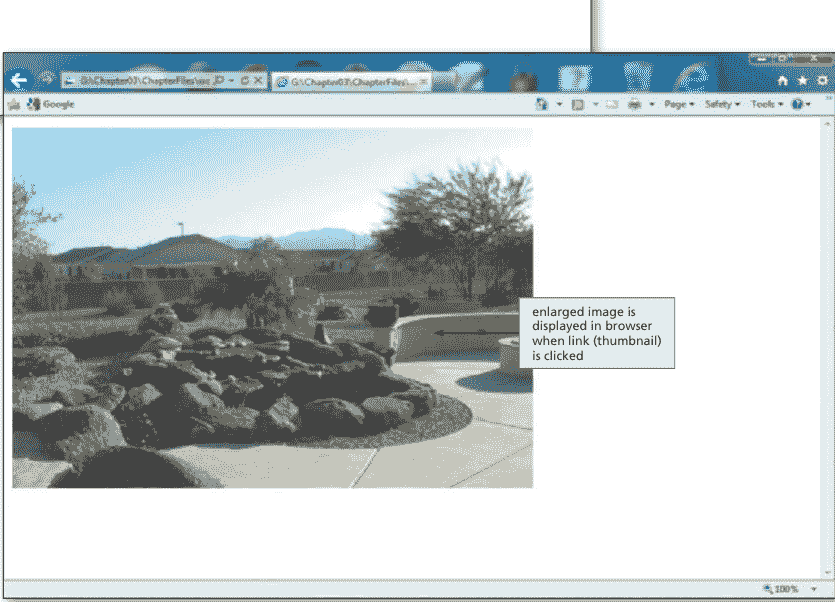 G:\Chapter03\ChapterFiles\
G:\Chapter03\ChapterFiles\...
Google
Page
Safety
Tools
enlarged image is
displayed in browser
when link (thumbnail)
is clicked
100%